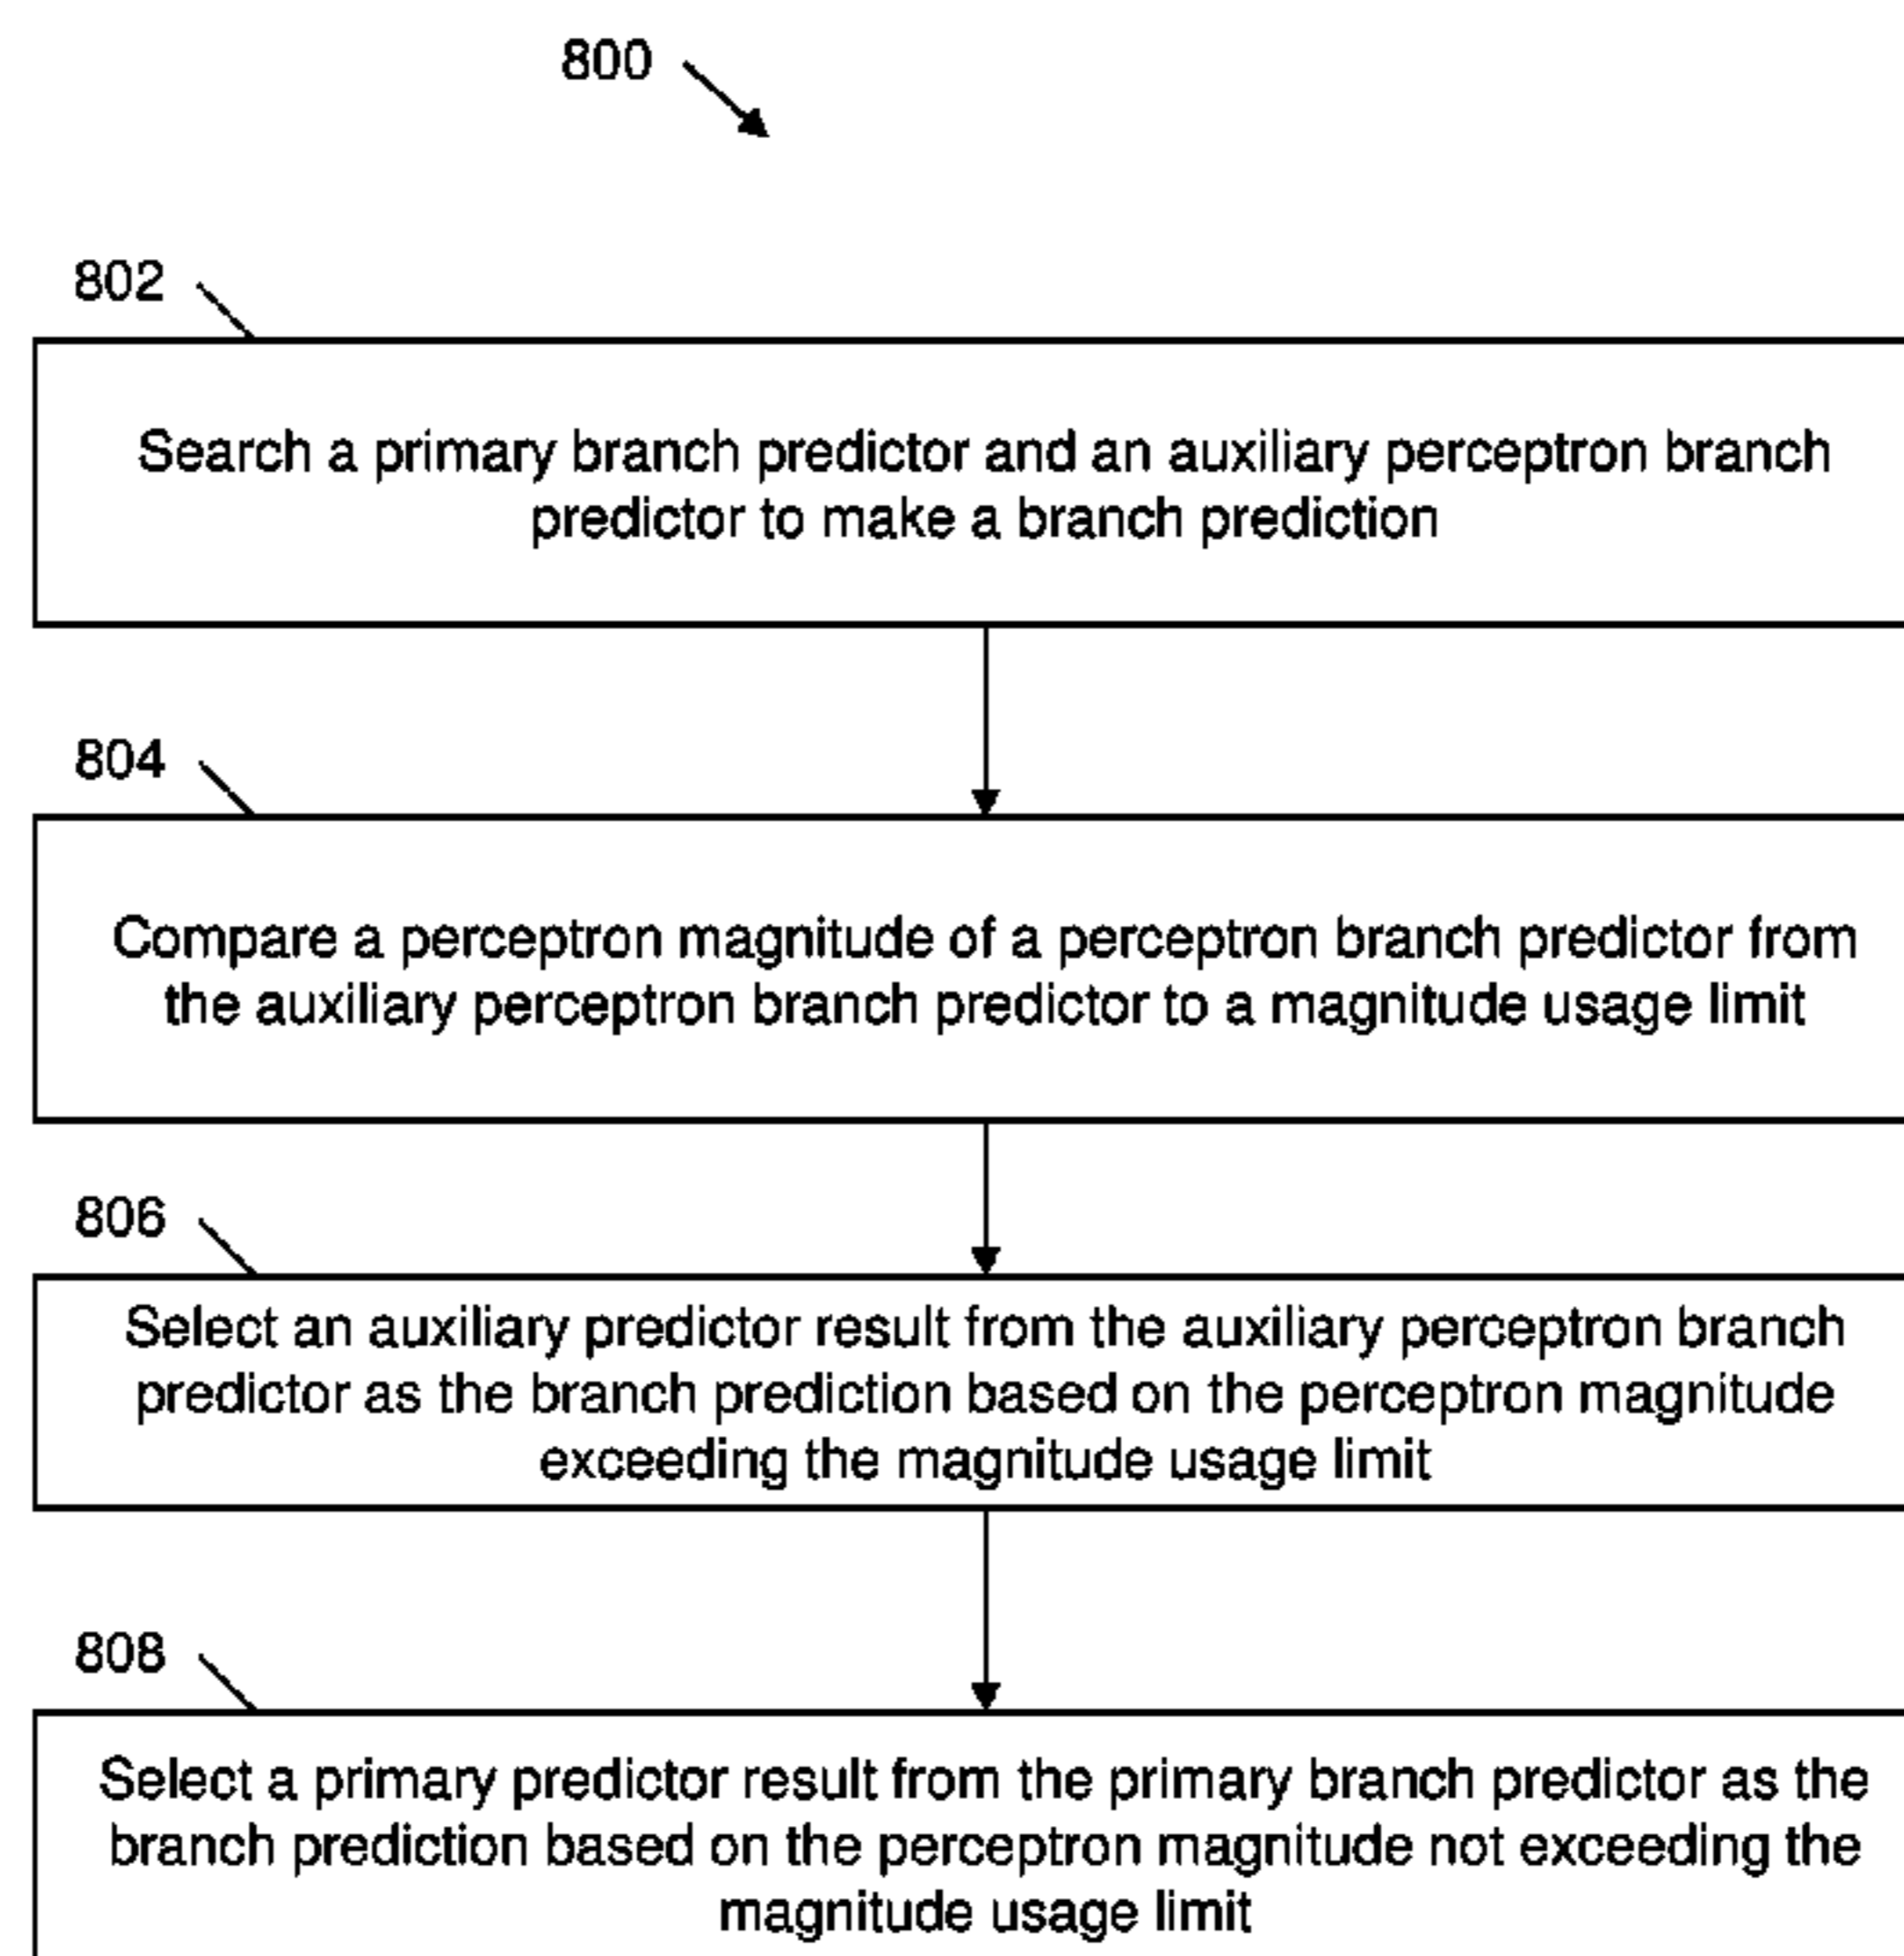 800
802
Search a primary branch predictor and an auxiliary perceptron branch
predictor to make a branch prediction
804
Compare a perceptron magnitude of a perceptron branch predictor from
the auxiliary perceptron branch predictor to a magnitude usage limit
806
Select an auxiliary predictor result from the auxiliary perceptron branch
predictor as the branch prediction based on the perceptron magnitude
exceeding the magnitude usage limit
808
Select a primary predictor result from the primary branch predictor as the
branch prediction based on the perceptron magnitude not exceeding the
magnitude usage limit